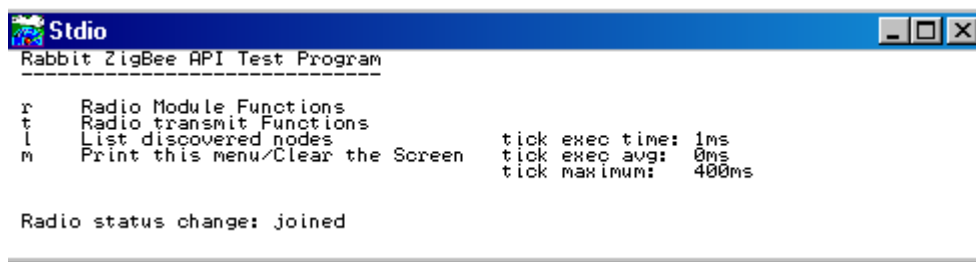 Stdio
Rabbit ZigBee API Test Program
------------------------------
r Radio Module Functions
t Radio transmit Functions
l List discovered nodes tick exec time: 1ms
m Print this menu/Clear the Screen tick exec avg: 0ms
tick maximum: 400ms
Radio status change: joined